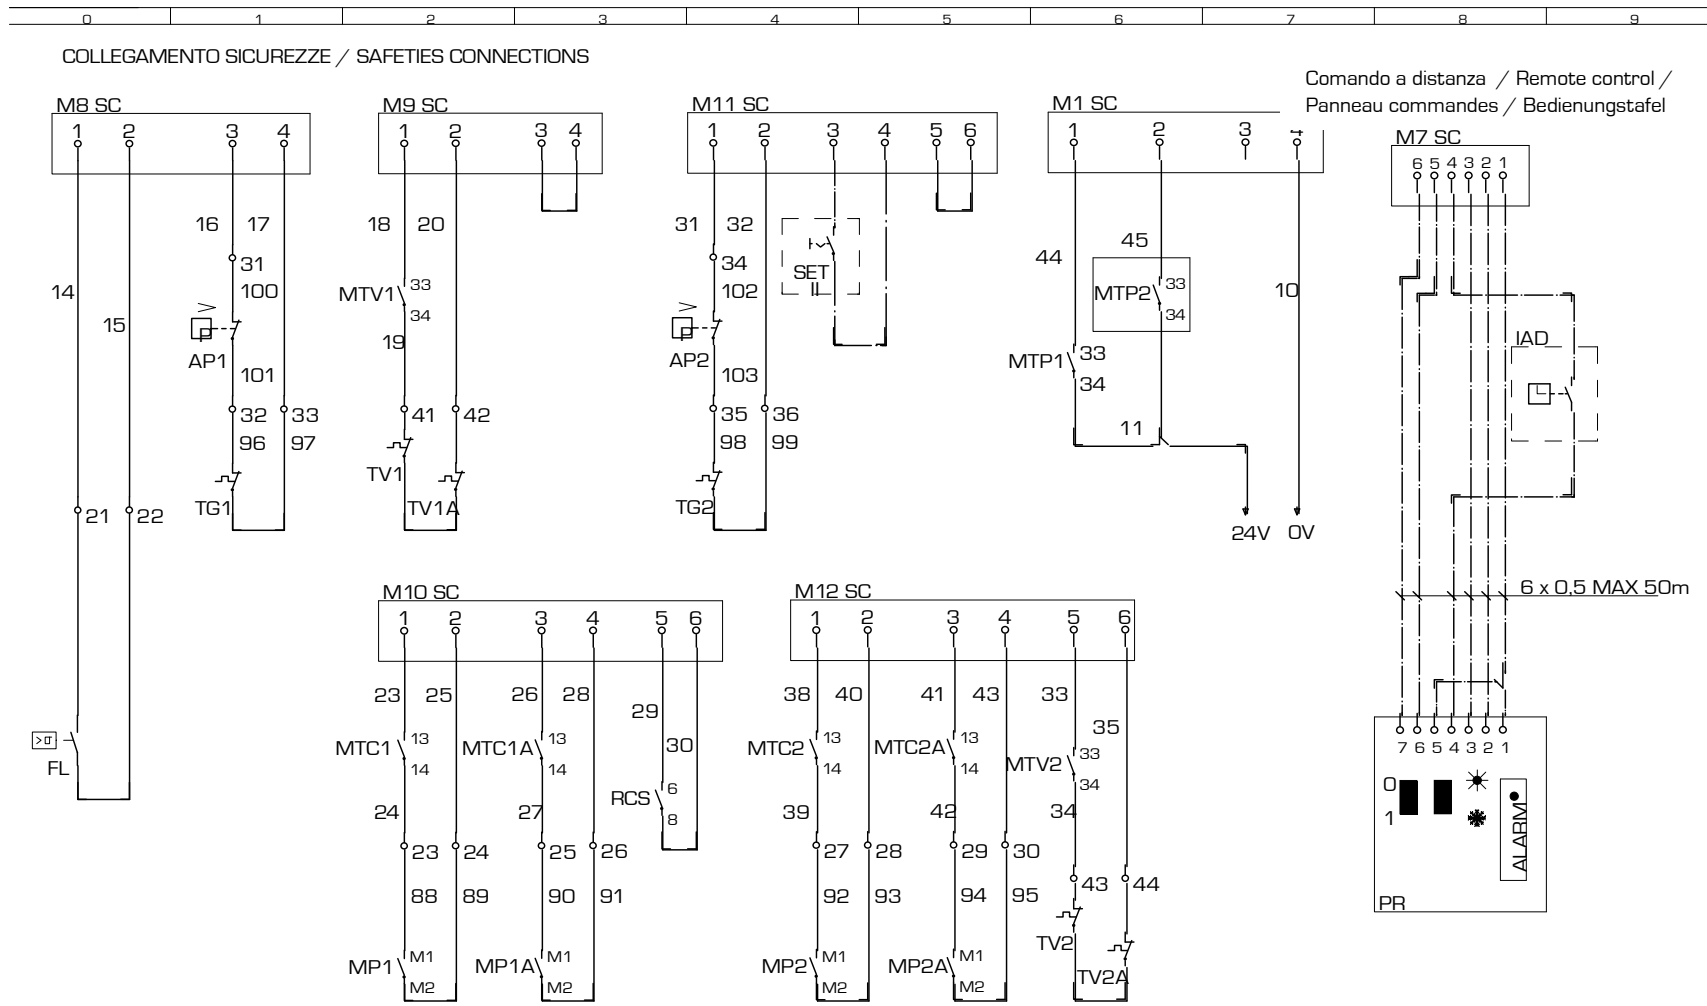 0 1 2 3 4 5 6 7 8 9
COLLEGAMENTO SICUREZZE / SAFETIES CONNECTIONS
Comando a distanza / Remote control /
Panneau commandes / Bedienungstafel
M8 SC
1 2 3 4
16 17
31
14
100
15
>
P
AP1
101
32 33
96 97
TG1
21 22
FL
M9 SC
1 2 3 4
18 20
MTV1 33
34
19
41 42
TV1
TV1A
M11 SC
1 2 3 4 5 6
31 32
34
SET
II
102
>
P
AP2
103
35 36
98 99
TG2
M1 SC
1 2 3 4
45
44
MTP2 33
34
10
MTP1 33
34
11
24V 0V
M7 SC
6 5 4 3 2 1
IAD
6 x 0,5 MAX 50m
7 6 5 4 3 2 1
0
1
ALARM
PR
M10 SC
1 2 3 4 5 6
23 25 26 28
29
30
MTC1 13
14
MTC1A 13
14
RCS 6
8
24 27
23 24 25 26
88 89 90 91
MP1 M1
M2
MP1A M1
M2
M12 SC
1 2 3 4 5 6
38 40 41 43 33
35
MTC2 13
14
MTC2A 13
14
MTV2 33
34
39 42 34
27 28 29 30
43 44
92 93 94 95
TV2
TV2A
MP2 M1
M2
MP2A M1
M2